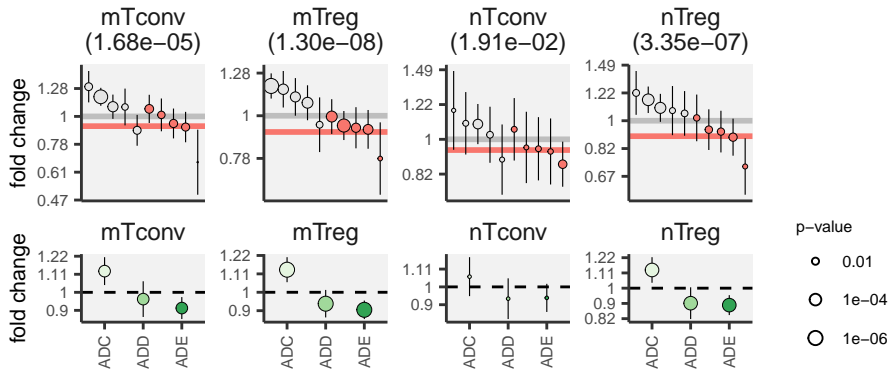 mTconv
(1.68e−05)
mTreg
(1.30e−08)
nTconv
(1.91e−02)
nTreg
(3.35e−07)
fold change
1.28
1
0.78
0.61
0.47
1.28
1
0.78
1.49
1.22
1
0.82
1.49
1.22
1
0.82
0.67
mTconv
mTreg
nTconv
nTreg
fold change
1.22
1.11
1
0.9
1.22
1.11
1
0.9
1.11
1
0.9
1.22
1.11
1
0.9
0.82
ADC
ADD
ADE
ADC
ADD
ADE
ADC
ADD
ADE
ADC
ADD
ADE
p−value
0.01
1e−04
1e−06